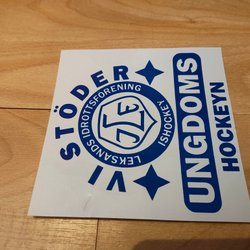 VI STÖDER
LEKSANDS IDROTTSFÖRENING
ISHOCKEY
UNGDOMS
HOCKEYN